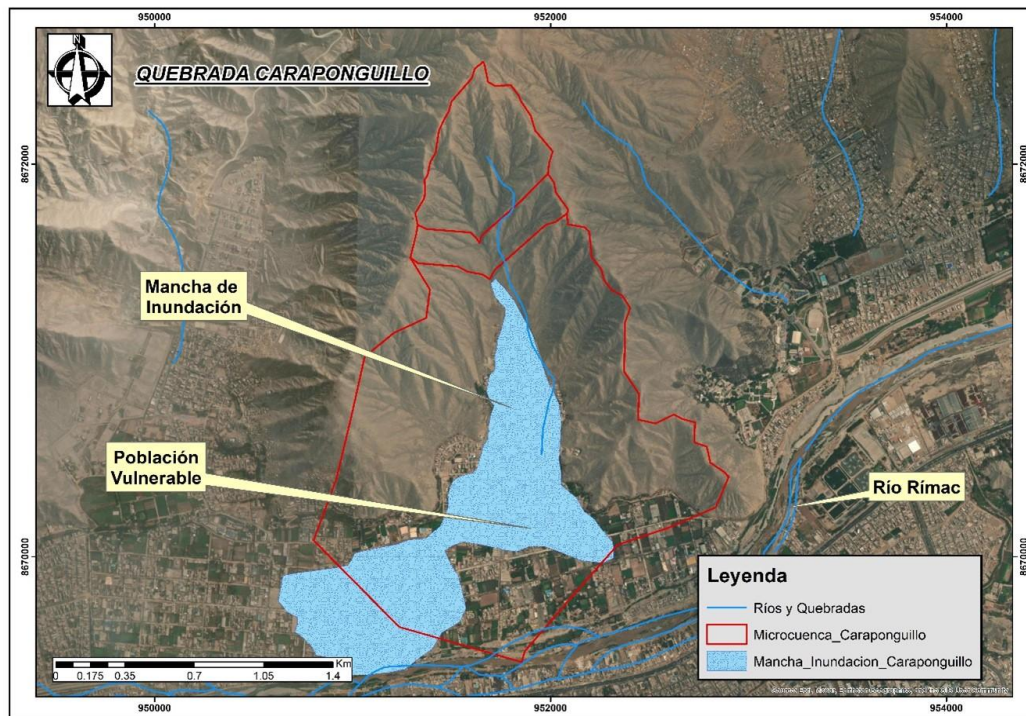 950000 952000 954000
N
QUEBRADA CARAPONGUILLO
8672000 8672000
Mancha de
Inundación
Población
Vulnerable
Río Rímac
8670000 8670000
Leyenda
Ríos y Quebradas
Microcuenca_Caraponguillo
Mancha_Inundacion_Caraponguillo
Km
0 0.175 0.35 0.7 1.05 1.4
950000 952000 954000